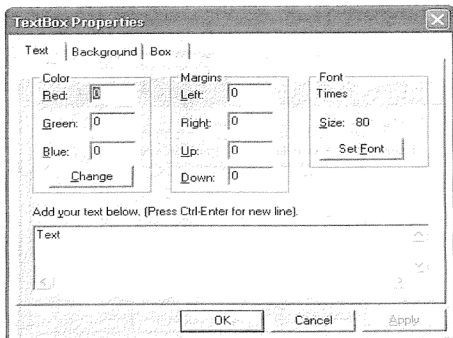 TextBox Properties
Text Background Box
Color
Red: 0
Green: 0
Blue: 0
Change
Margins
Left: 0
Right: 0
Up: 0
Down: 0
Font
Times
Size: 80
Set Font
Add your text below. (Press Ctrl-Enter for new line).
Text
OK Cancel Apply